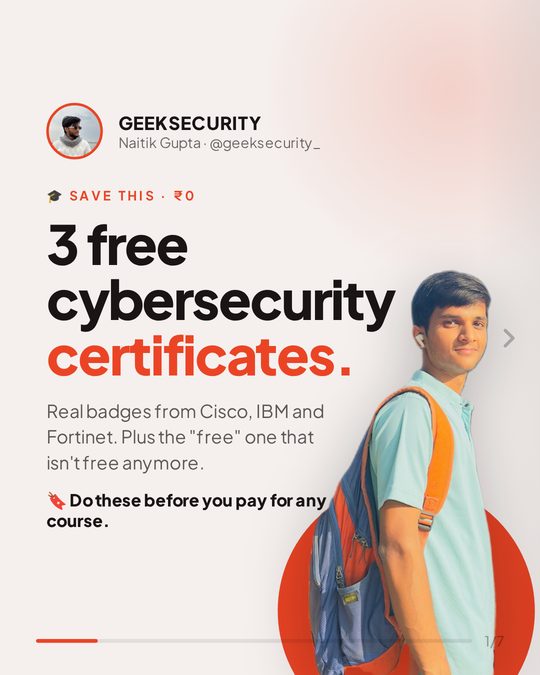 GEEKSECURITY
Naitik Gupta · @geeksecurity_
🎓 SAVE THIS · ₹0
3 free
cybersecurity
certificates.
Real badges from Cisco, IBM and
Fortinet. Plus the "free" one that
isn't free anymore.
🔖 Do these before you pay for any
course.
1/7